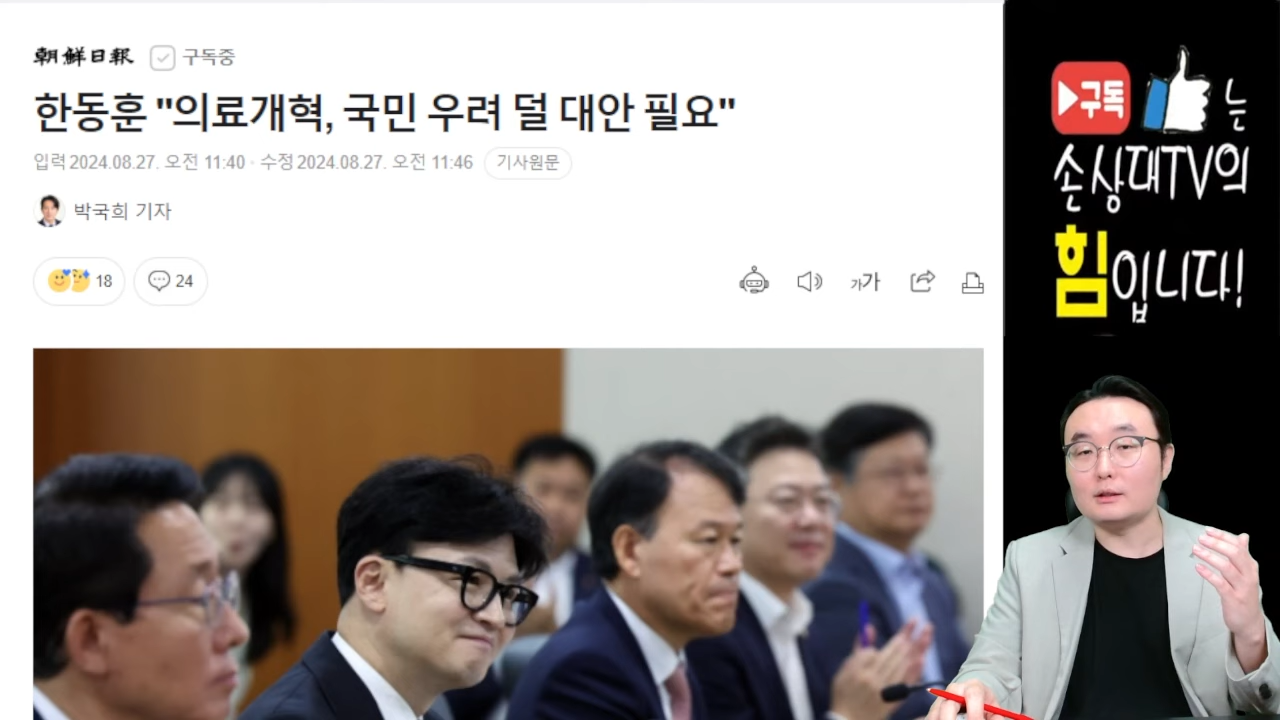 朝鮮日報 구독중
한동훈 "의료개혁, 국민 우려 덜 대안 필요"
입력 2024.08.27. 오전 11:40 · 수정 2024.08.27. 오전 11:46 기사원문
박국희 기자
18 24
가가
구독 는
손상대TV의
힘입니다!